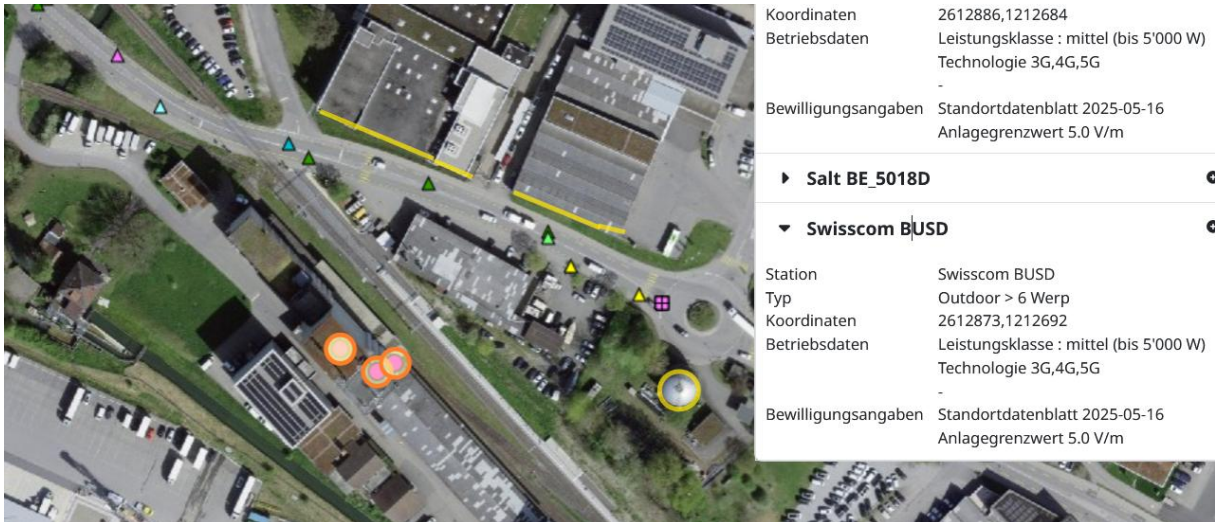 Koordinaten 2612886,1212684
Betriebsdaten Leistungsklasse : mittel (bis 5'000 W)
Technologie 3G,4G,5G
-
Bewilligungsangaben Standortdatenblatt 2025-05-16
Anlagegrenzwert 5.0 V/m
Salt BE_5018D
Swisscom BUSD
Station Swisscom BUSD
Typ Outdoor > 6 Werp
Koordinaten 2612873,1212692
Betriebsdaten Leistungsklasse : mittel (bis 5'000 W)
Technologie 3G,4G,5G
-
Bewilligungsangaben Standortdatenblatt 2025-05-16
Anlagegrenzwert 5.0 V/m